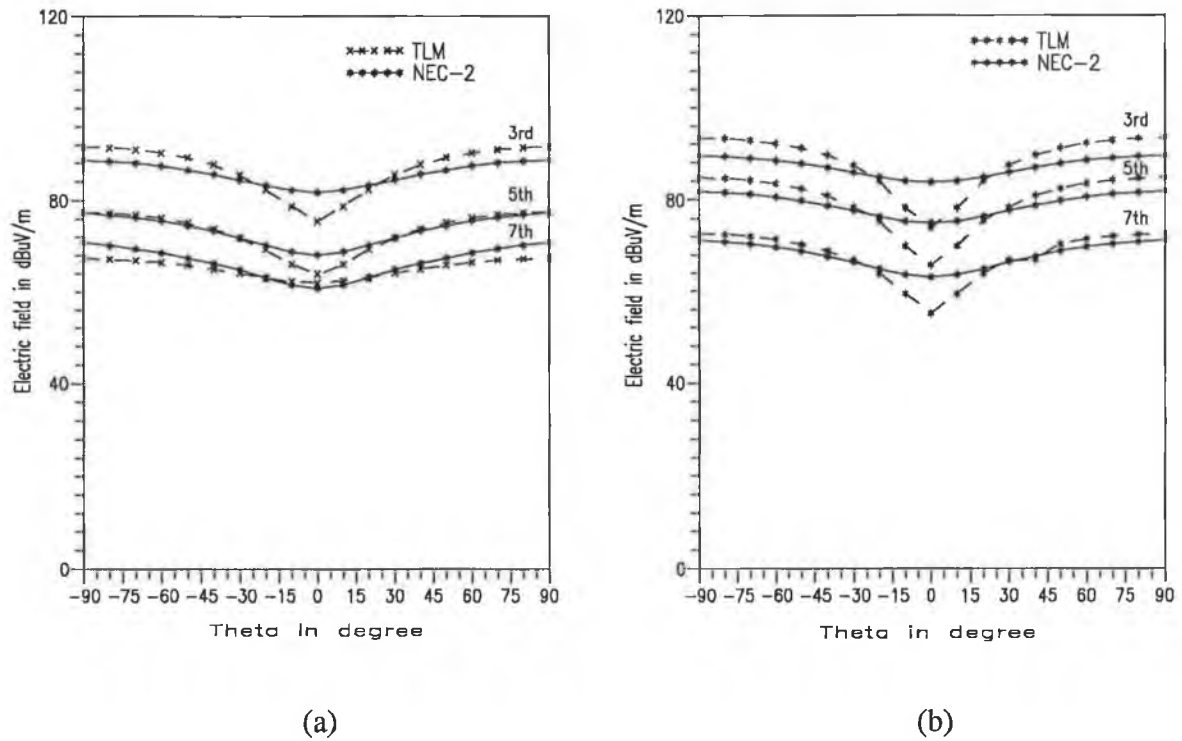 120
TLM
NEC-2
3rd
80
5th
7th
40
0
Electric field in dBuV/m
-90 -75 -60 -45 -30 -15 0 15 30 45 60 75 90
Theta in degree
(a)
120
TLM
NEC-2
3rd
80
5th
7th
40
0
Electric field in dBuV/m
-90 -75 -60 -45 -30 -15 0 15 30 45 60 75 90
Theta in degree
(b)